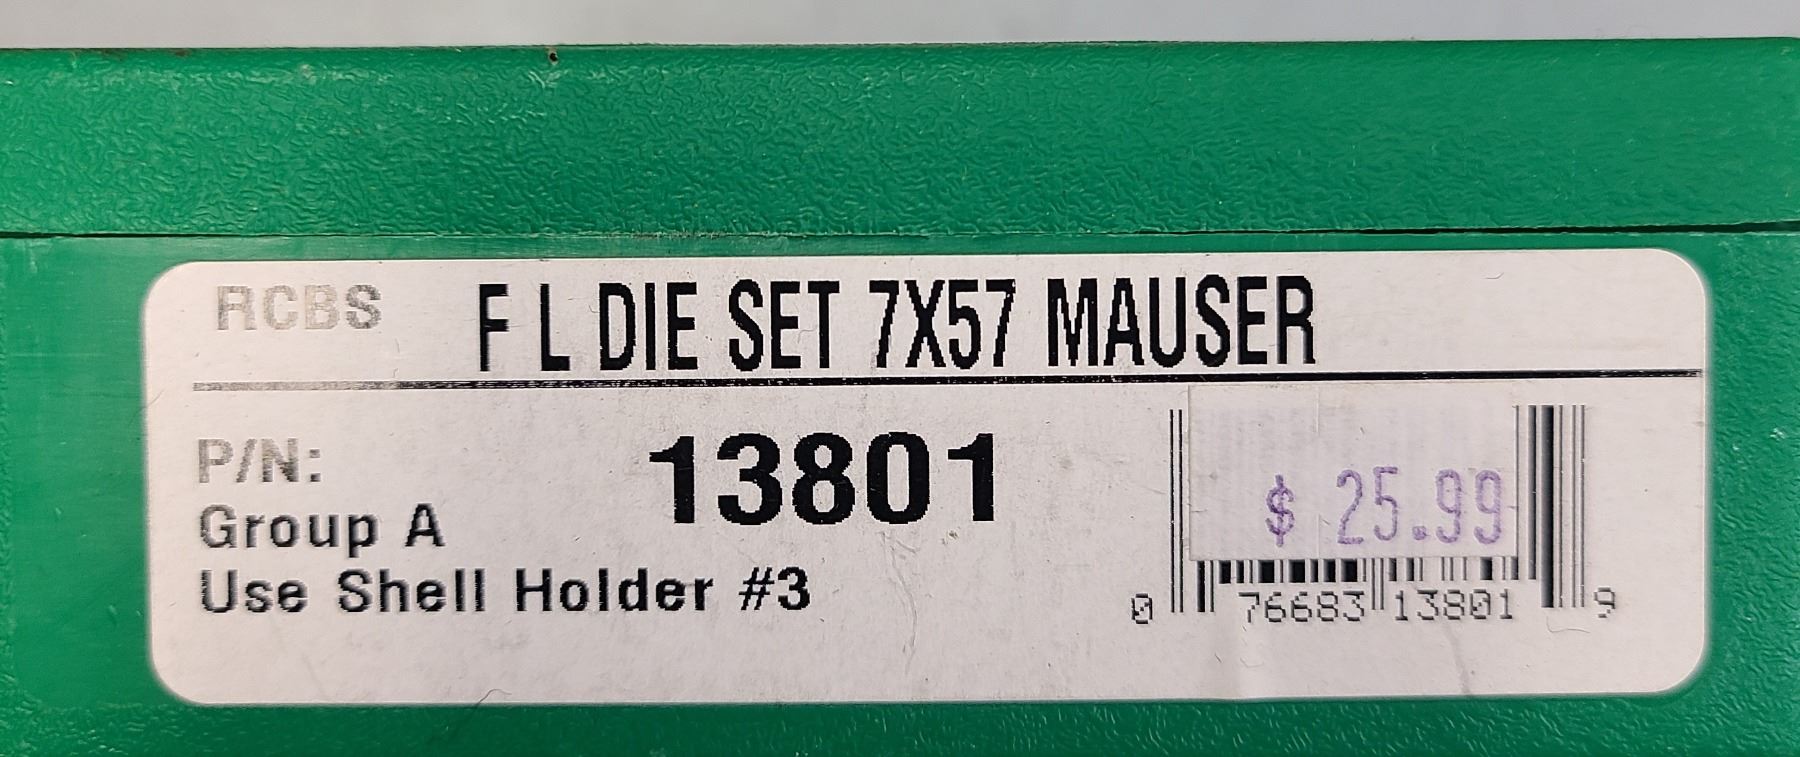 RCBS F L DIE SET 7X57 MAUSER
P/N: 13801
Group A
Use Shell Holder #3
$ 25.99
0 76683 13801 9